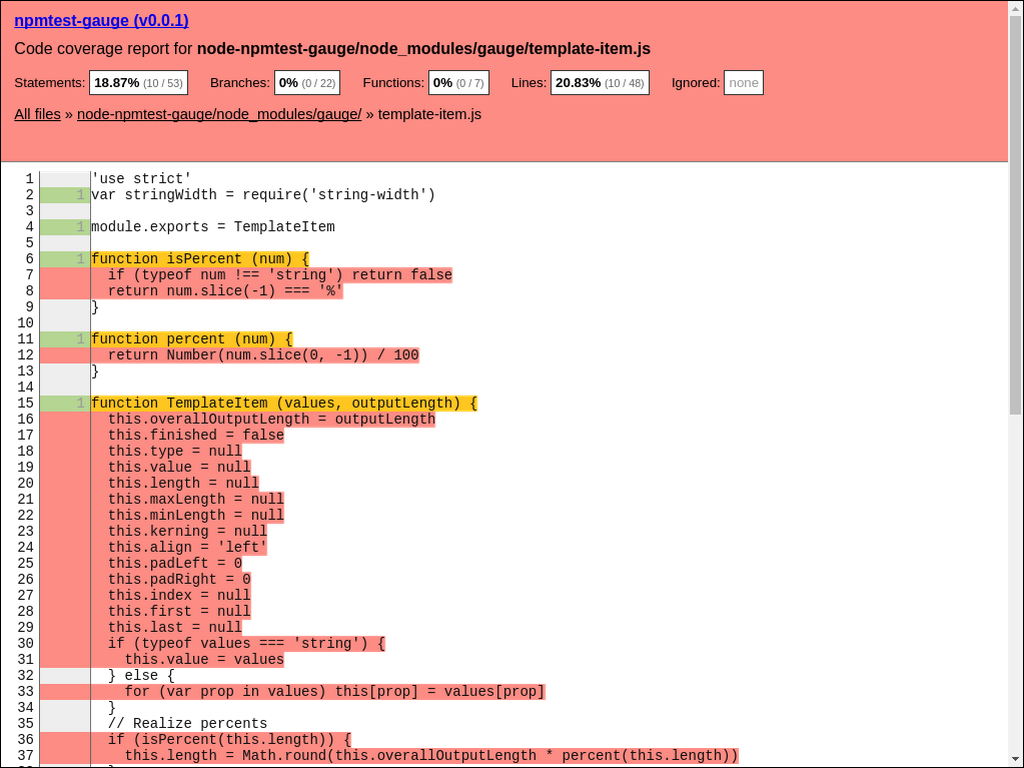 npmtest-gauge (v0.0.1)
Code coverage report for node-npmtest-gauge/node_modules/gauge/template-item.js
Statements: 18.87% (10 / 53) Branches: 0% (0 / 22) Functions: 0% (0 / 7) Lines: 20.83% (10 / 48) Ignored: none
All files » node-npmtest-gauge/node_modules/gauge/ » template-item.js
1 'use strict'
2 1 var stringWidth = require('string-width')
3
4 1 module.exports = TemplateItem
5
6 1 function isPercent (num) {
7   if (typeof num !== 'string') return false
8   return num.slice(-1) === '%'
9 }
10
11 1 function percent (num) {
12   return Number(num.slice(0, -1)) / 100
13 }
14
15 1 function TemplateItem (values, outputLength) {
16   this.overallOutputLength = outputLength
17   this.finished = false
18   this.type = null
19   this.value = null
20   this.length = null
21   this.maxLength = null
22   this.minLength = null
23   this.kerning = null
24   this.align = 'left'
25   this.padLeft = 0
26   this.padRight = 0
27   this.index = null
28   this.first = null
29   this.last = null
30   if (typeof values === 'string') {
31     this.value = values
32   } else {
33     for (var prop in values) this[prop] = values[prop]
34   }
35   // Realize percents
36   if (isPercent(this.length)) {
37     this.length = Math.round(this.overallOutputLength * percent(this.length))